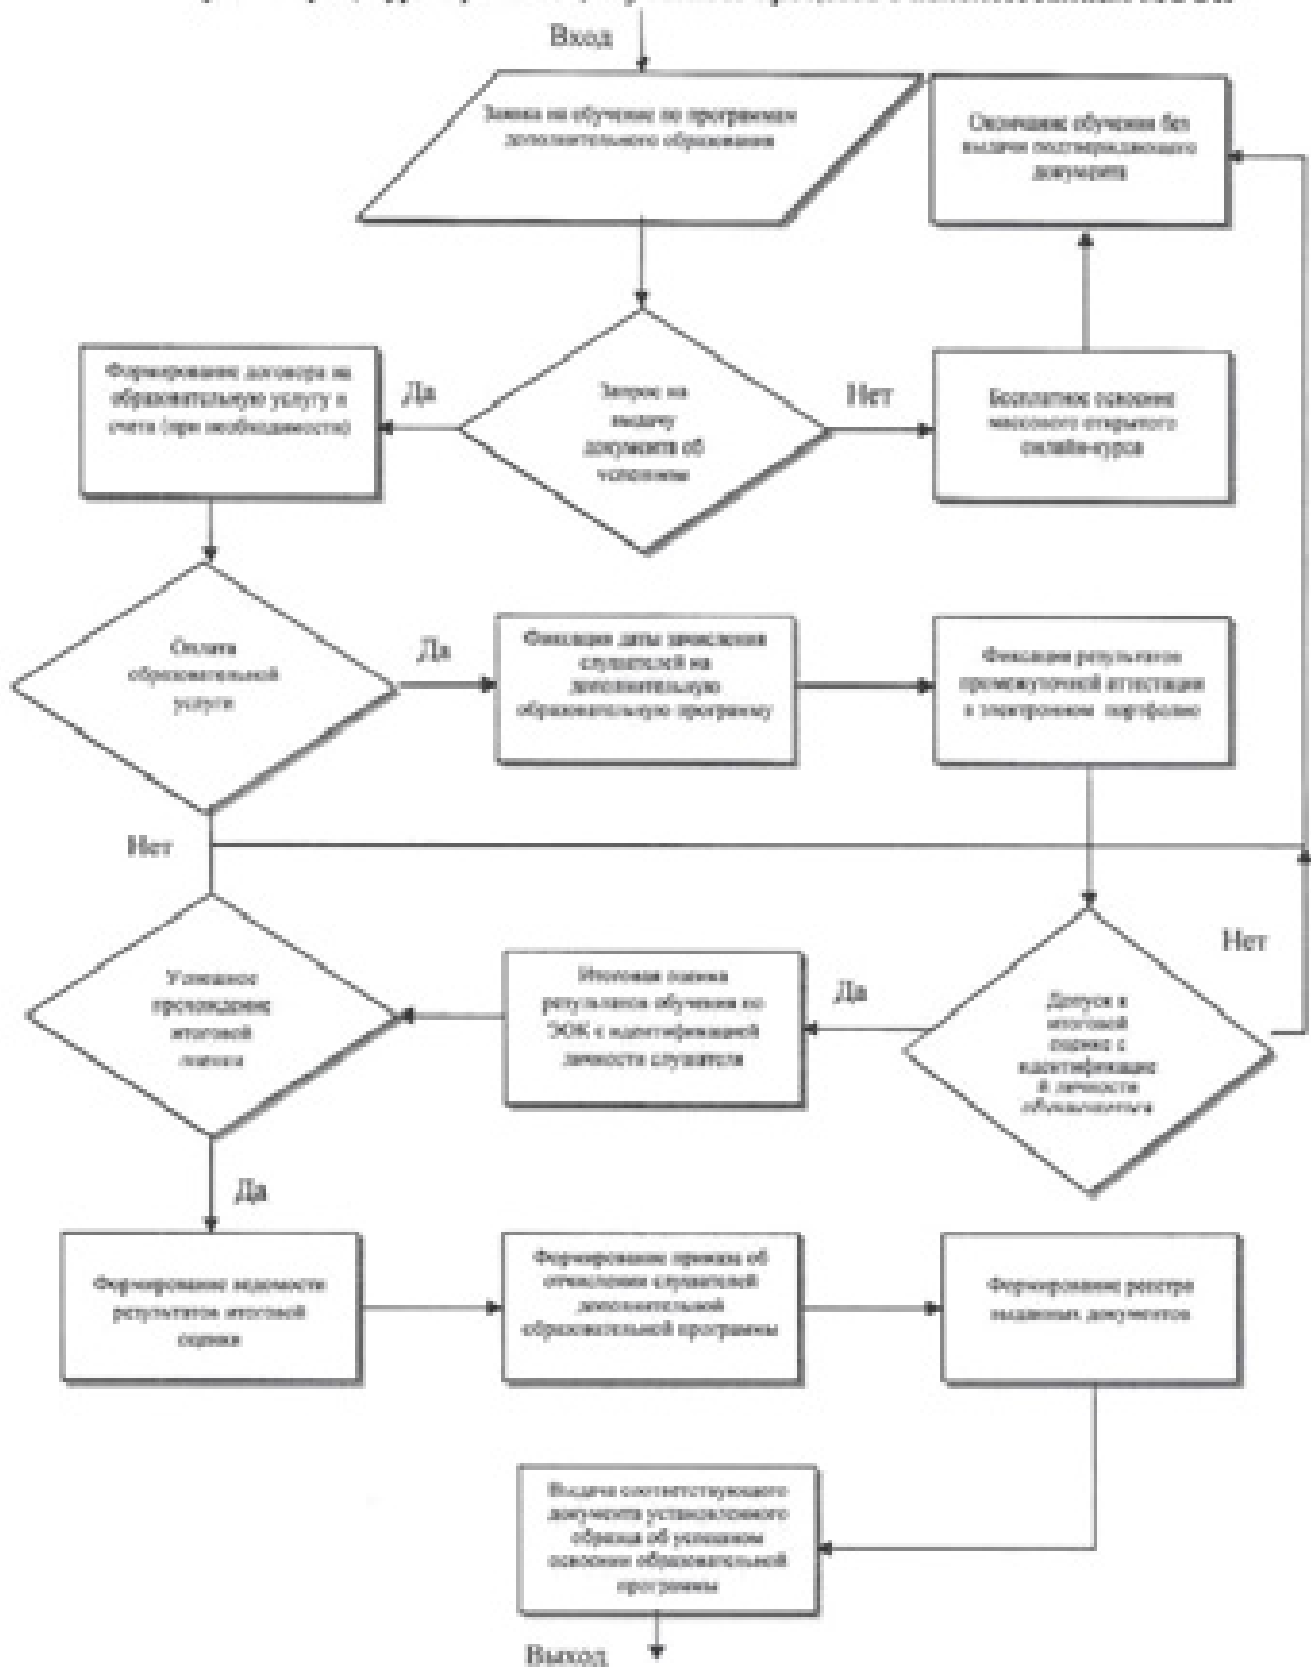 Вход
Заявка на обучение по программам
дополнительного образования
Окончание обучения без
выдачи подтверждающего
документа
Формирование договора на
образовательную услугу и
счета (при необходимости)
Да
Запрос на
выдачу
документа об
успешном
Нет
Бесплатное освоение
массового открытого
онлайн-курса
Оплата
образовательной
услуги
Да
Фиксация даты зачисления
слушателей на
дополнительную
образовательную программу
Фиксация результатов
промежуточной аттестации
в электронном портфолио
Нет
Успешное
прохождение
итоговой
оценки
Итоговая оценка
результатов обучения по
ЭОК с идентификацией
личности слушателя
Да
Допуск к
итоговой
оценке с
идентификацие
й личности
обучающегося
Нет
Да
Формирование ведомости
результатов итоговой
оценки
Формирование приказа об
отчислении слушателей
дополнительной
образовательной программы
Формирование реестра
выданных документов
Выдача соответствующего
документа установленного
образца об успешном
освоении образовательной
программы
Выход